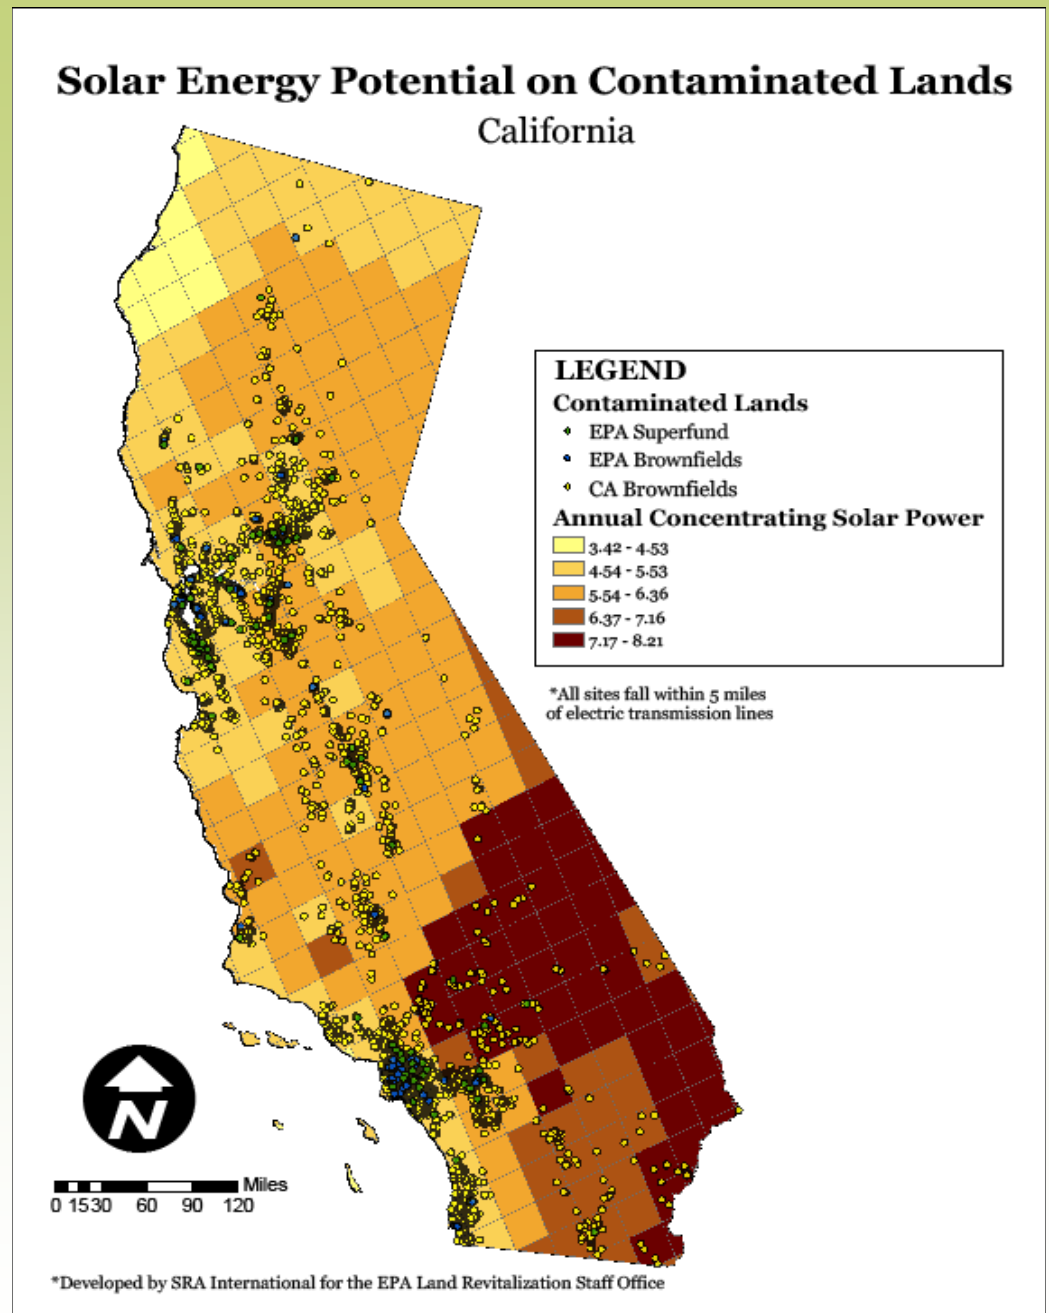 Solar Energy Potential on Contaminated Lands
California
LEGEND
Contaminated Lands
EPA Superfund
EPA Brownfields
CA Brownfields
Annual Concentrating Solar Power
3.42 - 4.53
4.54 - 5.53
5.54 - 6.36
6.37 - 7.16
7.17 - 8.21
*All sites fall within 5 miles
of electric transmission lines
N
Miles
0 15 30 60 90 120
*Developed by SRA International for the EPA Land Revitalization Staff Office